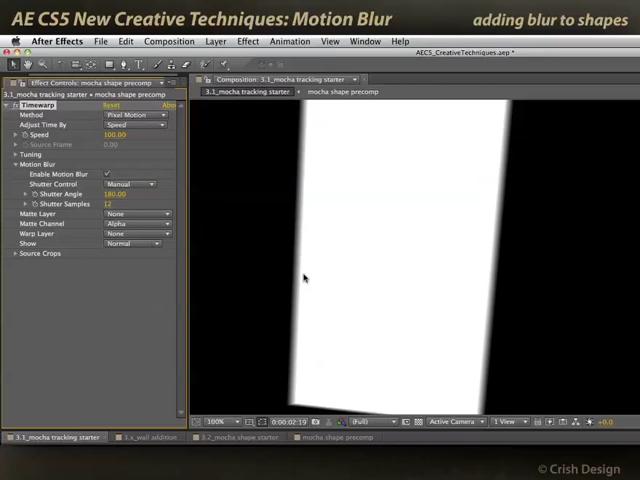 AE CS5 New Creative Techniques: Motion Blur
adding blur to shapes
After Effects File Edit Composition Layer Effect Animation View Window Help
AEC5_CreativeTechniques.aep *
Effect Controls: mocha shape precomp
Composition: 3.1_mocha tracking starter
3.1_mocha tracking starter • mocha shape precomp
3.1_mocha tracking starter mocha shape precomp
fx Timewarp Reset Abo
Method Pixel Motion
Adjust Time By Speed
Speed 100.00
Source Frame 0.00
Tuning
Motion Blur
Enable Motion Blur
Shutter Control Manual
Shutter Angle 180.00
Shutter Samples 12
Matte Layer None
Matte Channel Alpha
Warp Layer None
Show Normal
Source Crops
100% 0:00:02:19 (Full) Active Camera 1 View +0.0
3.1_mocha tracking starter 3.x_wall addition 3.2_mocha shape starter mocha shape precomp
© Crish Design